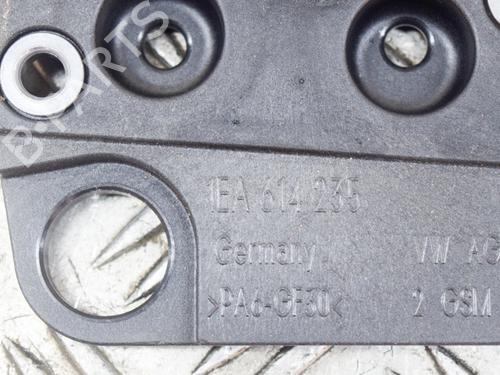 1EA 614 235
Germany VW AG
>PA6-GF30< 2 GSM
B-PARTS